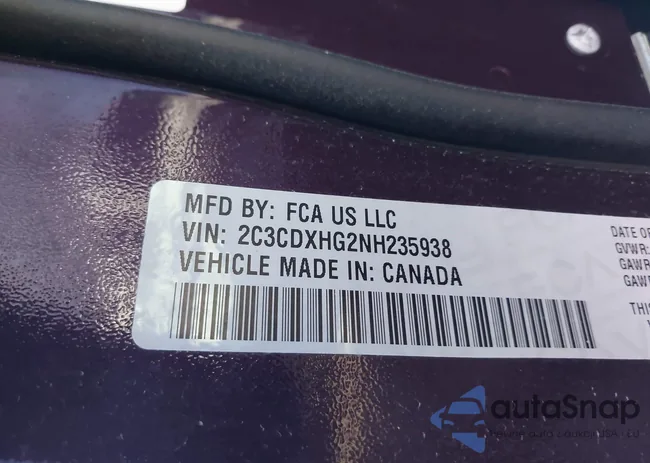 MFD BY: FCA US LLC
VIN: 2C3CDXHG2NH235938
VEHICLE MADE IN: CANADA
DATE OF
GVWR:
GAWR
GAWR
THIS
autoSnap